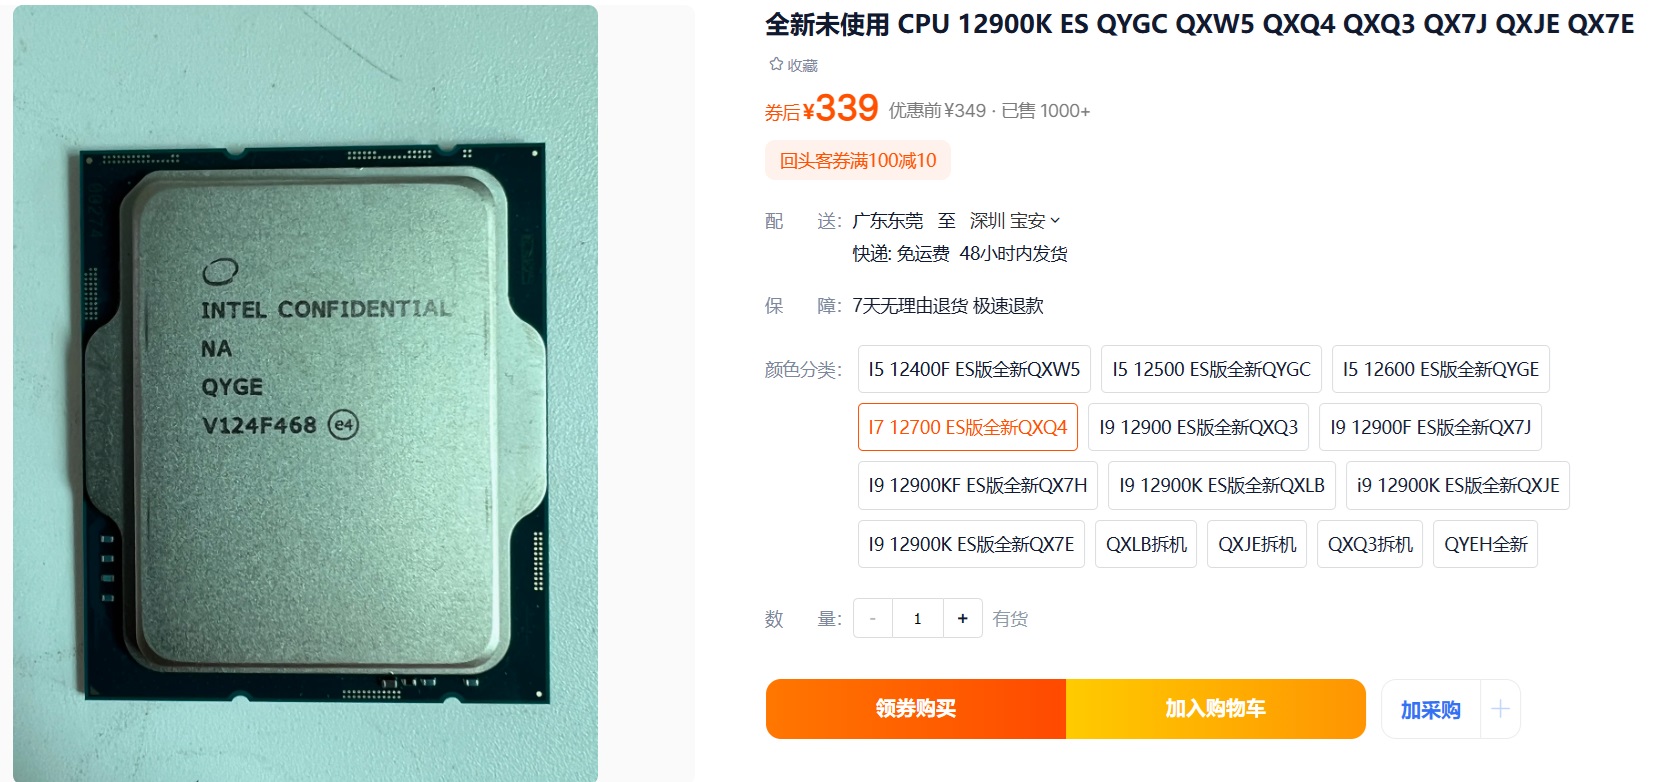 全新未使用 CPU 12900K ES QYGC QXW5 QXQ4 QXQ3 QX7J QXJE QX7E
收藏
券后 ¥339 优惠前 ¥349 · 已售 1000+
回头客券满100减10
配 送: 广东东莞 至 深圳 宝安
快递: 免运费 48小时内发货
保 障: 7天无理由退货 极速退款
颜色分类: I5 12400F ES版全新QXW5 I5 12500 ES版全新QYGC I5 12600 ES版全新QYGE
I7 12700 ES版全新QXQ4 I9 12900 ES版全新QXQ3 I9 12900F ES版全新QX7J
I9 12900KF ES版全新QX7H I9 12900K ES版全新QXLB i9 12900K ES版全新QXJE
I9 12900K ES版全新QX7E QXLB拆机 QXJE拆机 QXQ3拆机 QYEH全新
数 量: - 1 + 有货
领券购买 加入购物车 加采购 +
INTEL CONFIDENTIAL
NA
QYGE
V124F468 e4